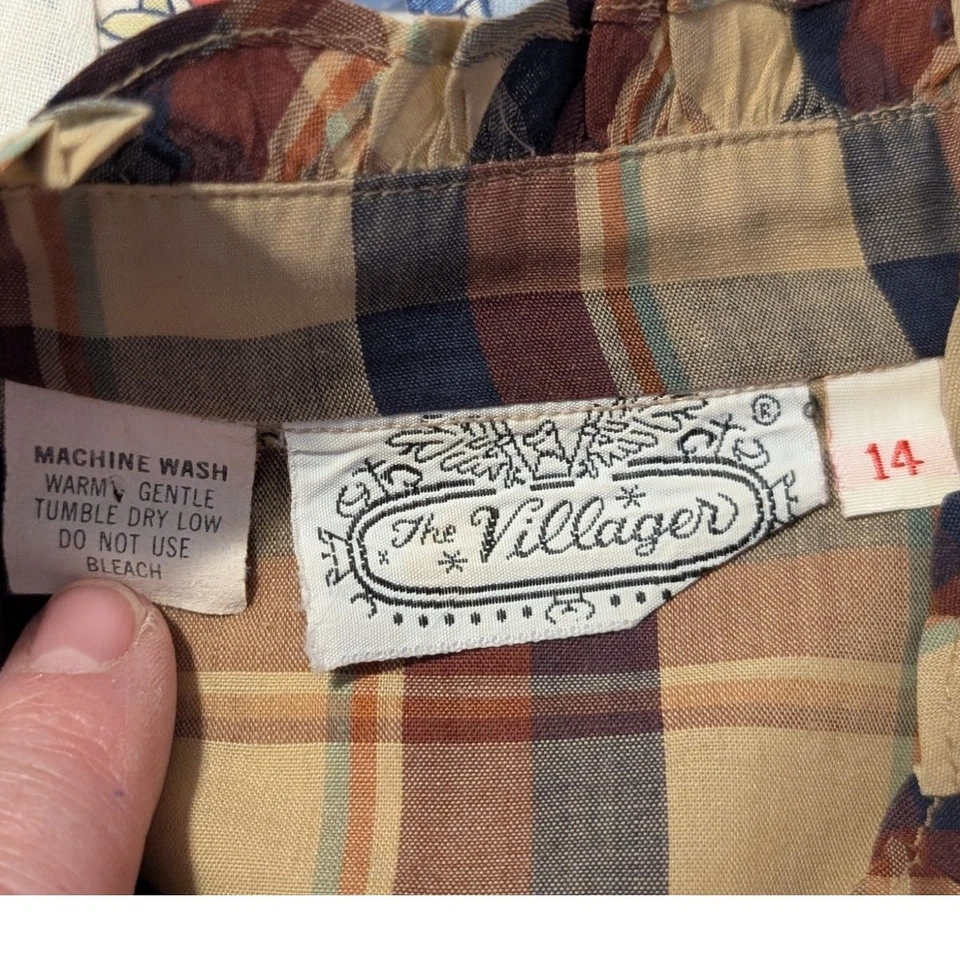 MACHINE WASH
WARM, GENTLE
TUMBLE DRY LOW
DO NOT USE
BLEACH
The Villager
®
14